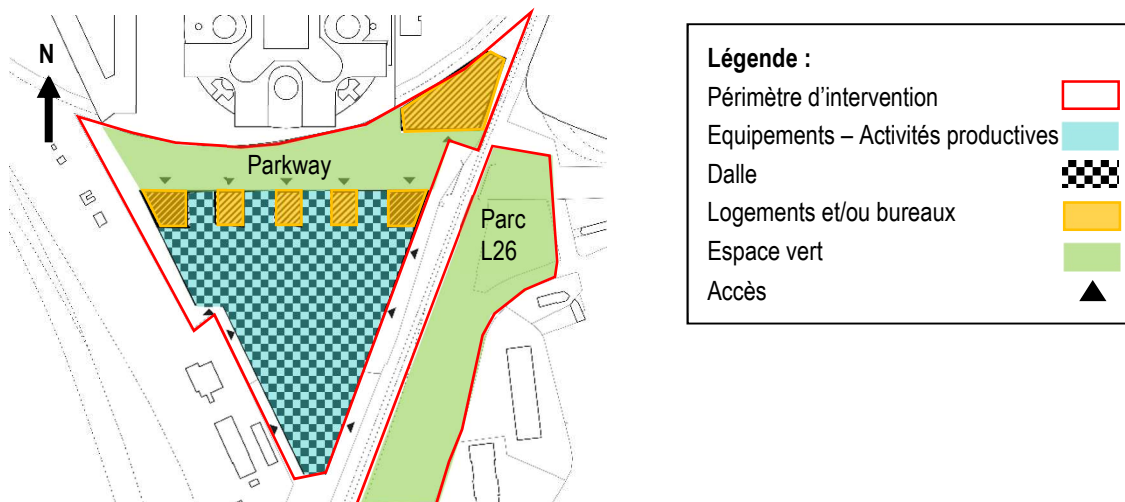 N
Parkway
Parc
L26
Légende :
Périmètre d’intervention
Equipements – Activités productives
Dalle
Logements et/ou bureaux
Espace vert
Accès